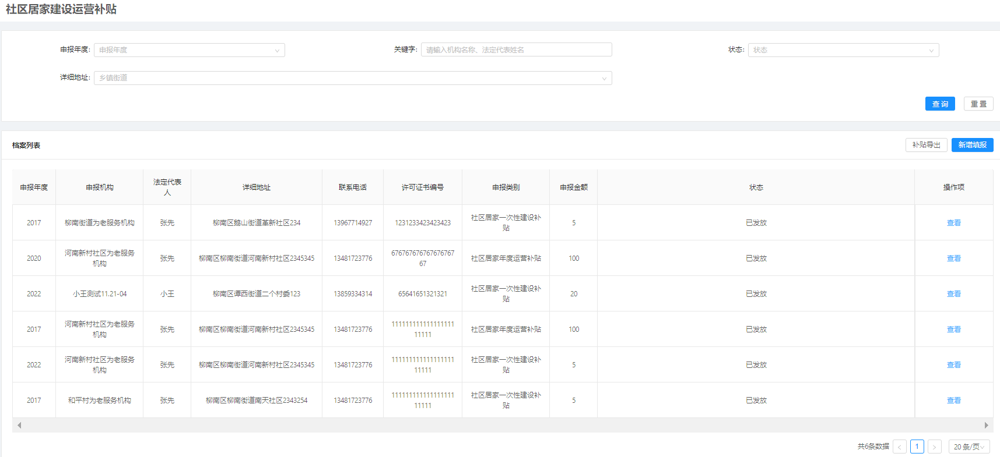 社区居家建设运营补贴
申报年度: 申报年度 关键字: 请输入机构名称、法定代表姓名 状态: 状态
详细地址: 乡镇街道
查 询 重 置
档案列表 补贴导出 新增填报
申报年度 申报机构 法定代表人 详细地址 联系电话 许可证书编号 申报类别 申报金额 状态 操作项
2017 柳南街道为老服务机构 张先 柳南区鹅山街道革新社区234 13967714927 1231233423423423 社区居家一次性建设补贴 5 已发放 查看
2020 河南新村社区为老服务机构 张先 柳南区柳南街道河南新村社区2345345 13481723776 67676767676767676767 社区居家年度运营补贴 100 已发放 查看
2022 小王测试11.21-04 小王 柳南区潭西街道二个村委123 13859334314 65641651321321 社区居家一次性建设补贴 20 已发放 查看
2017 河南新村社区为老服务机构 张先 柳南区柳南街道河南新村社区2345345 13481723776 11111111111111111111111 社区居家年度运营补贴 100 已发放 查看
2022 河南新村社区为老服务机构 张先 柳南区柳南街道河南新村社区2345345 13481723776 11111111111111111111111 社区居家一次性建设补贴 5 已发放 查看
2017 和平村为老服务机构 张先 柳南区柳南街道南天社区2343254 13481723776 11111111111111111111111 社区居家一次性建设补贴 5 已发放 查看
共6条数据 < 1 > 20 条/页